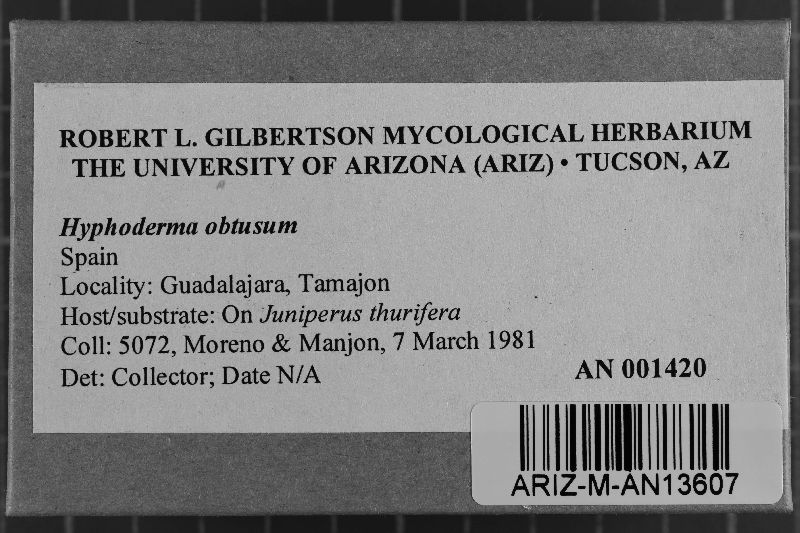 ROBERT L. GILBERTSON MYCOLOGICAL HERBARIUM
THE UNIVERSITY OF ARIZONA (ARIZ) • TUCSON, AZ
Hyphoderma obtusum
Spain
Locality: Guadalajara, Tamajon
Host/substrate: On Juniperus thurifera
Coll: 5072, Moreno & Manjon, 7 March 1981
Det: Collector; Date N/A
AN 001420
ARIZ-M-AN13607